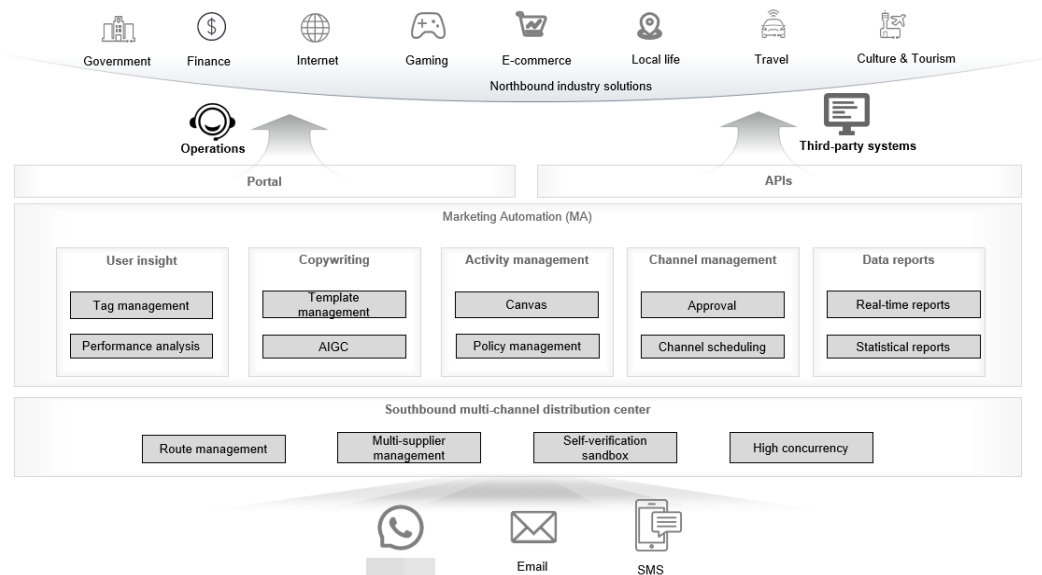 Government
Finance
Internet
Gaming
E-commerce
Local life
Travel
Culture & Tourism
Northbound industry solutions
Operations
Third-party systems
Portal
APIs
Marketing Automation (MA)
User insight
Copywriting
Activity management
Channel management
Data reports
Tag management
Template
management
Canvas
Approval
Real-time reports
Performance analysis
AIGC
Policy management
Channel scheduling
Statistical reports
Southbound multi-channel distribution center
Route management
Multi-supplier
management
Self-verification
sandbox
High concurrency
Email
SMS